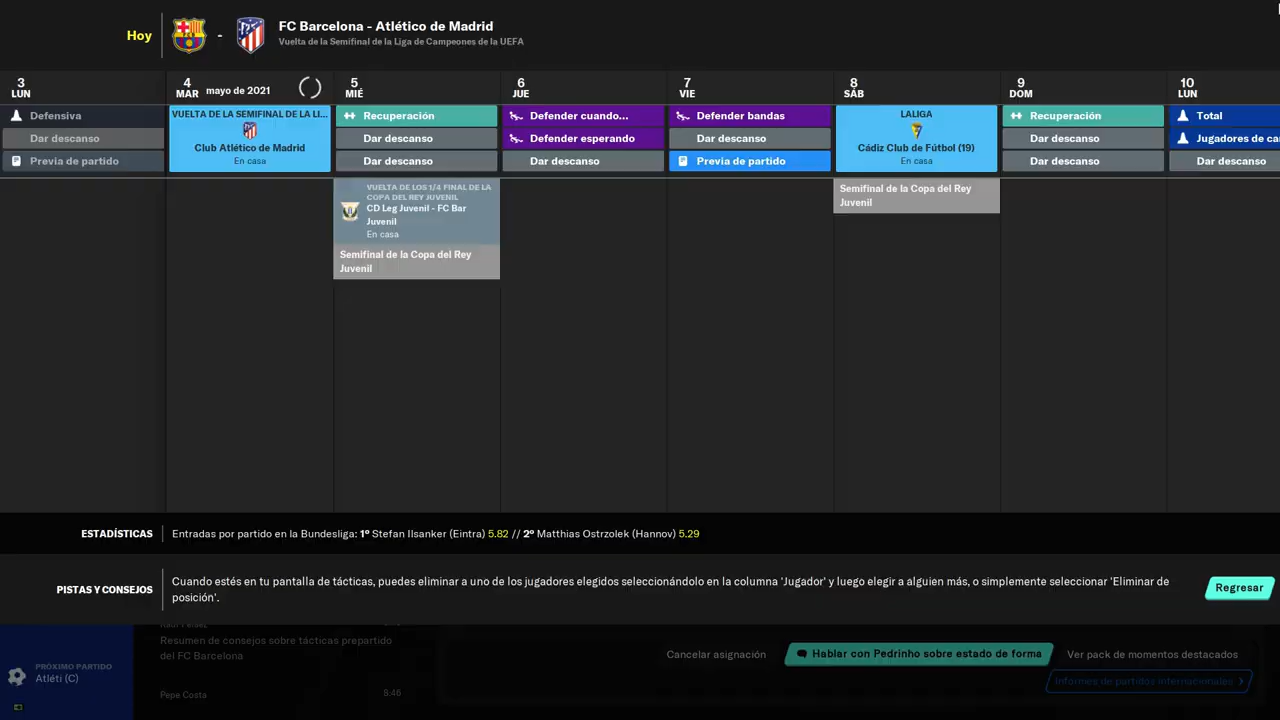 Hoy
FC Barcelona - Atlético de Madrid
Vuelta de la Semifinal de la Liga de Campeones de la UEFA
3
LUN
4
MAR
mayo de 2021
5
MIÉ
6
JUE
7
VIE
8
SÁB
9
DOM
10
LUN
Defensiva
Dar descanso
Previa de partido
VUELTA DE LA SEMIFINAL DE LA LI...
Club Atlético de Madrid
En casa
Recuperación
Dar descanso
Dar descanso
Defender cuando...
Defender esperando
Dar descanso
Defender bandas
Dar descanso
Previa de partido
LALIGA
Cádiz Club de Fútbol (19)
En casa
Recuperación
Dar descanso
Dar descanso
Total
Jugadores de ca
Dar descanso
VUELTA DE LOS 1/4 FINAL DE LA
COPA DEL REY JUVENIL
CD Leg Juvenil - FC Bar
Juvenil
En casa
Semifinal de la Copa del Rey
Juvenil
Semifinal de la Copa del Rey
Juvenil
ESTADÍSTICAS
Entradas por partido en la Bundesliga: 1º Stefan Ilsanker (Eintra) 5.82 // 2º Matthias Ostrzolek (Hannov) 5.29
PISTAS Y CONSEJOS
Cuando estés en tu pantalla de tácticas, puedes eliminar a uno de los jugadores elegidos seleccionándolo en la columna 'Jugador' y luego elegir a alguien más, o simplemente seleccionar 'Eliminar de
posición'.
Regresar
Resumen de consejos sobre tácticas prepartido
del FC Barcelona
Pepe Costa
8:46
PRÓXIMO PARTIDO
Atléti (C)
Cancelar asignación
Hablar con Pedrinho sobre estado de forma
Ver pack de momentos destacados
Informes de partidos internacionales